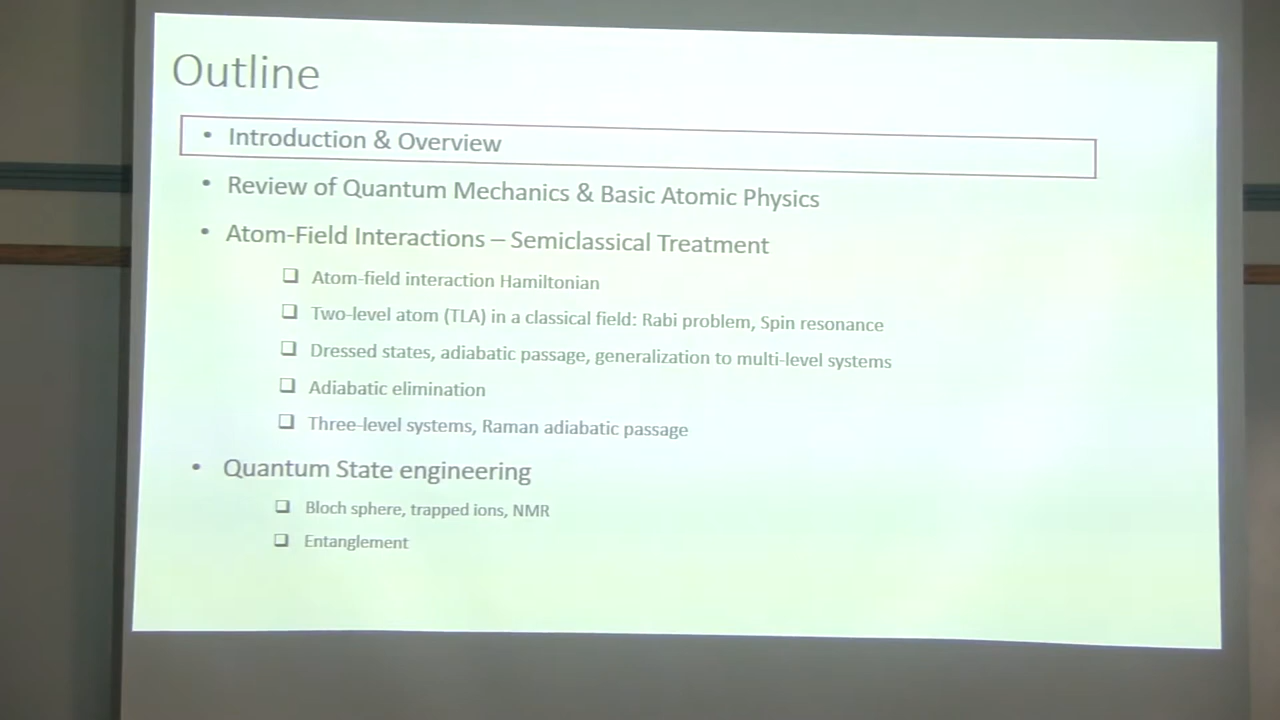 Outline
• Introduction & Overview
• Review of Quantum Mechanics & Basic Atomic Physics
• Atom-Field Interactions – Semiclassical Treatment
❑ Atom-field interaction Hamiltonian
❑ Two-level atom (TLA) in a classical field: Rabi problem, Spin resonance
❑ Dressed states, adiabatic passage, generalization to multi-level systems
❑ Adiabatic elimination
❑ Three-level systems, Raman adiabatic passage
• Quantum State engineering
❑ Bloch sphere, trapped ions, NMR
❑ Entanglement